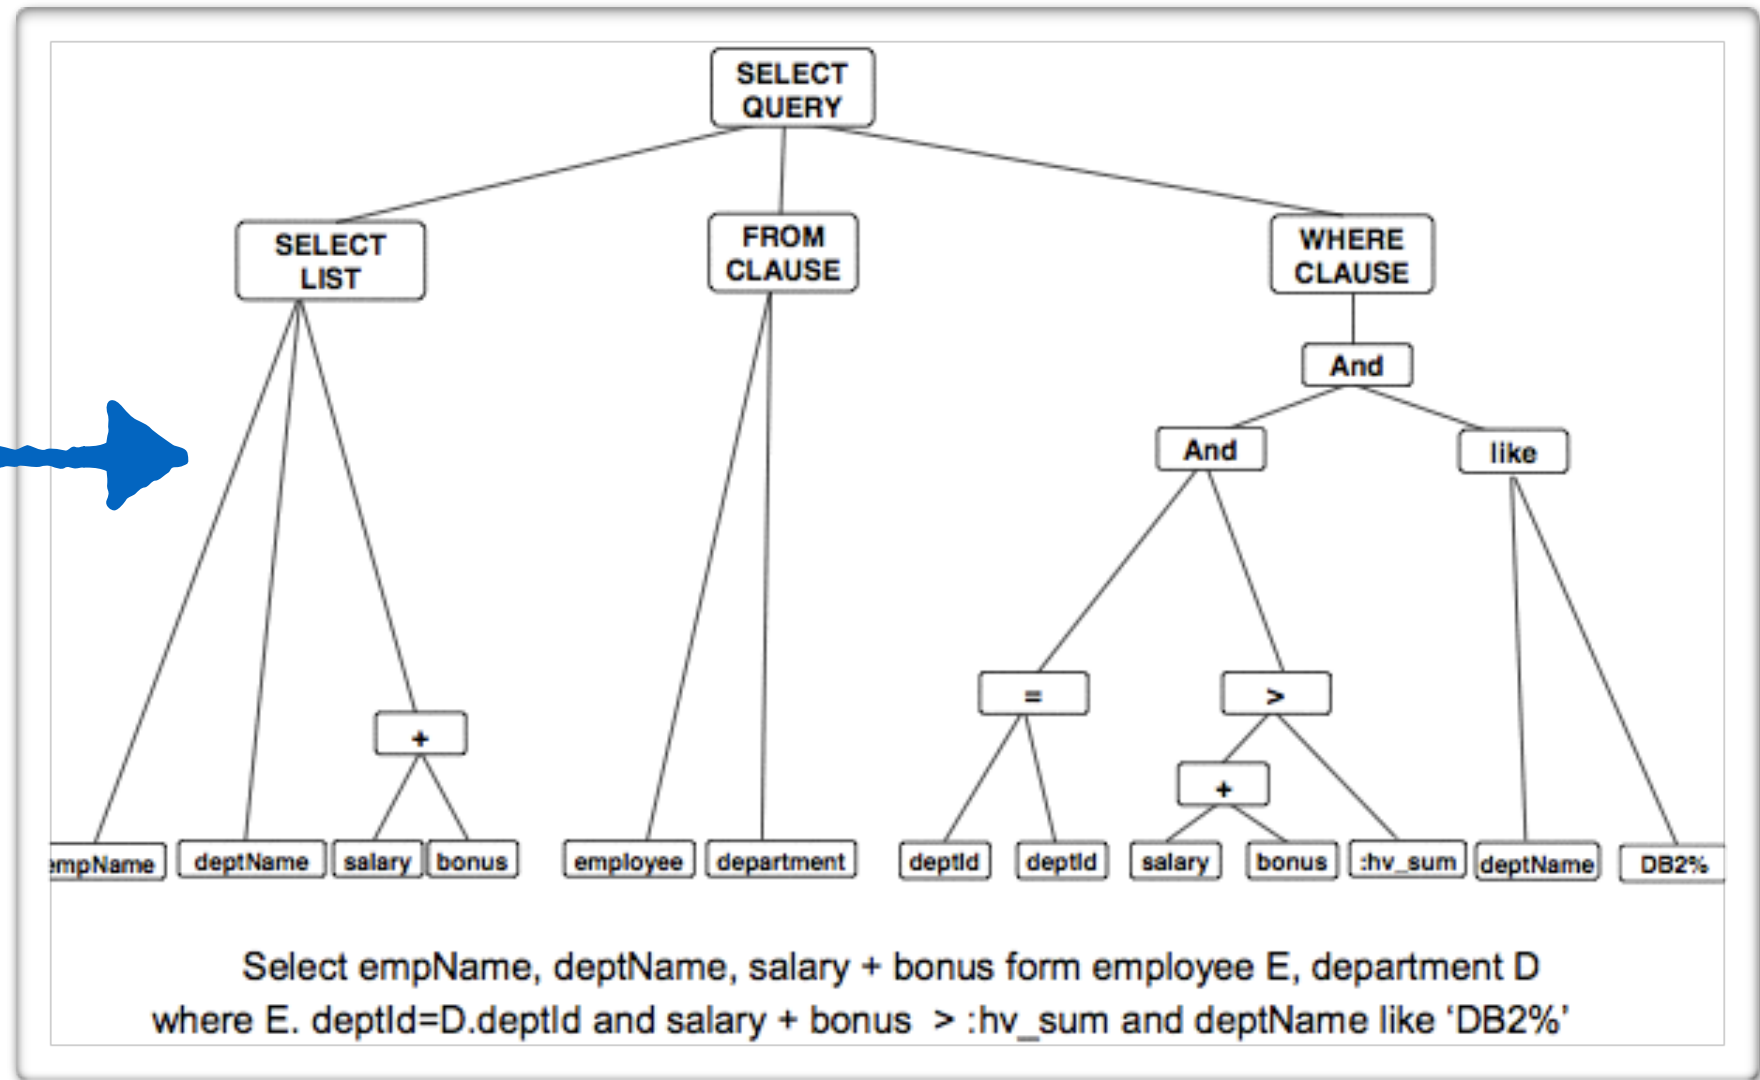 SELECT
QUERY
SELECT
LIST
FROM
CLAUSE
WHERE
CLAUSE
And
And
like
=
>
+
+
empName
deptName
salary
bonus
employee
department
deptId
deptId
salary
bonus
:hv_sum
deptName
DB2%
Select empName, deptName, salary + bonus form employee E, department D
where E. deptId=D.deptId and salary + bonus > :hv_sum and deptName like ‘DB2%’